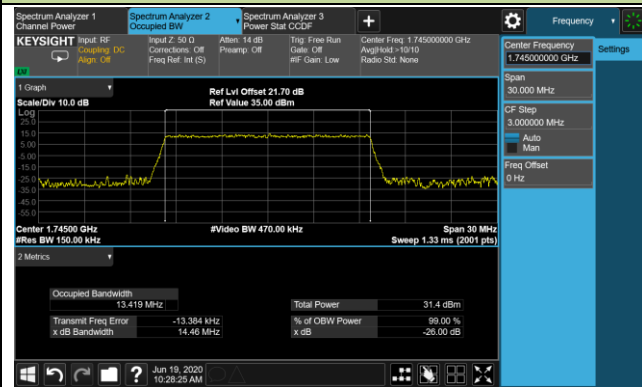 Spectrum Analyzer 1
Channel Power
Spectrum Analyzer 2
Occupied BW
Spectrum Analyzer 3
Power Stat CCDF
+
Frequency
KEYSIGHT
Input: RF
Coupling: DC
Align: Off
Input Z: 50 Ω
Corrections: Off
Freq Ref: Int (S)
Atten: 14 dB
Preamp: Off
Trig: Free Run
Gate: Off
#IF Gain: Low
Center Freq: 1.745000000 GHz
Avg|Hold:>10/10
Radio Std: None
Center Frequency
1.745000000 GHz
Settings
Span
30.000 MHz
CF Step
3.000000 MHz
Auto
Man
Freq Offset
0 Hz
1 Graph
Scale/Div 10.0 dB
Ref Lvl Offset 21.70 dB
Ref Value 35.00 dBm
Log
25.0
15.0
5.00
-5.00
-15.0
-25.0
-35.0
-45.0
-55.0
Center 1.74500 GHz
#Video BW 470.00 kHz
Span 30 MHz
#Res BW 150.00 kHz
Sweep 1.33 ms (2001 pts)
2 Metrics
Occupied Bandwidth
13.419 MHz
Total Power 31.4 dBm
Transmit Freq Error -13.384 kHz
% of OBW Power 99.00 %
x dB Bandwidth 14.46 MHz
x dB -26.00 dB
?
Jun 19, 2020
10:28:25 AM